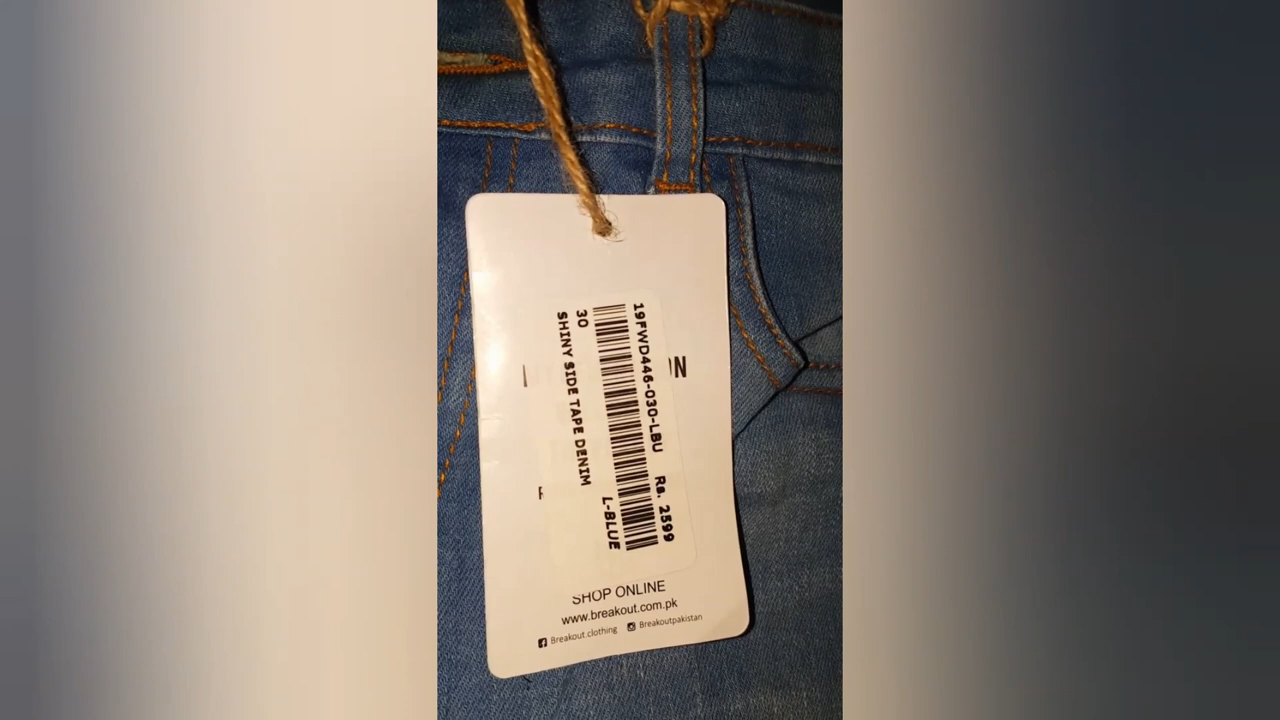 19FWD446-030-LBU Rs. 2599
L-BLUE
30
SHINY SIDE TAPE DENIM
SHOP ONLINE
www.breakout.com.pk
Breakout.clothing Breakoutpakistan